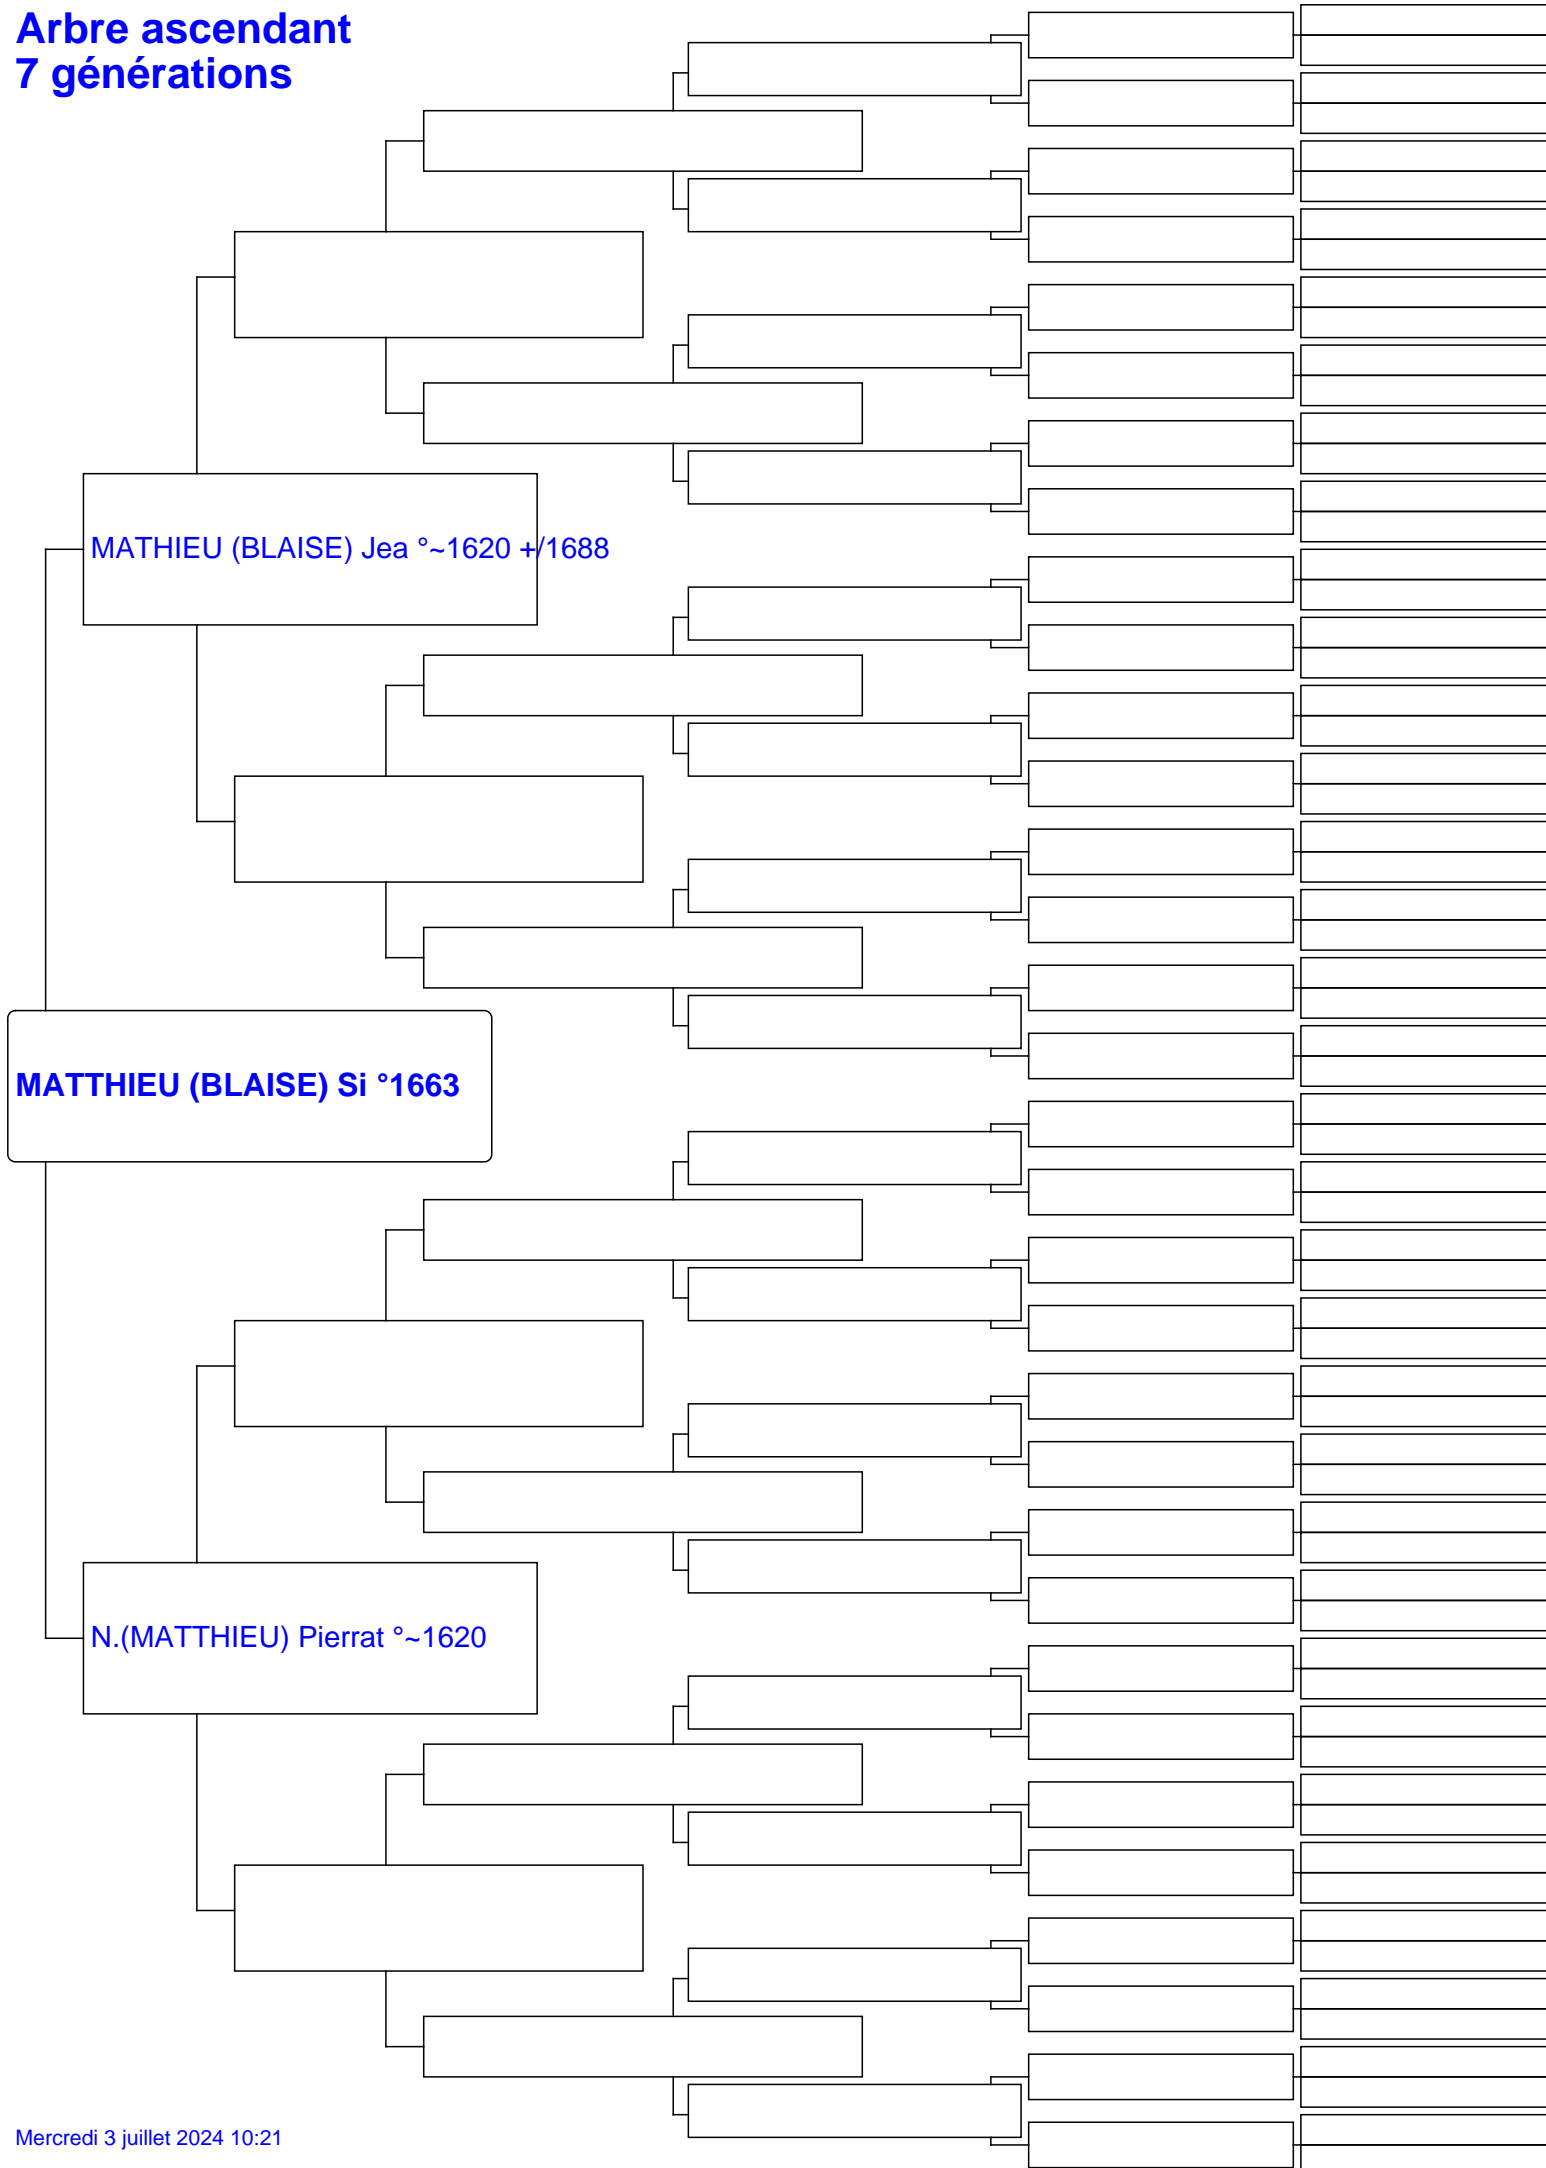 Arbre ascendant
7 générations
MATHIEU (BLAISE) Jea °~1620 +/1688
MATTHIEU (BLAISE) Si °1663
N.(MATTHIEU) Pierrat °~1620
Mercredi 3 juillet 2024 10:21